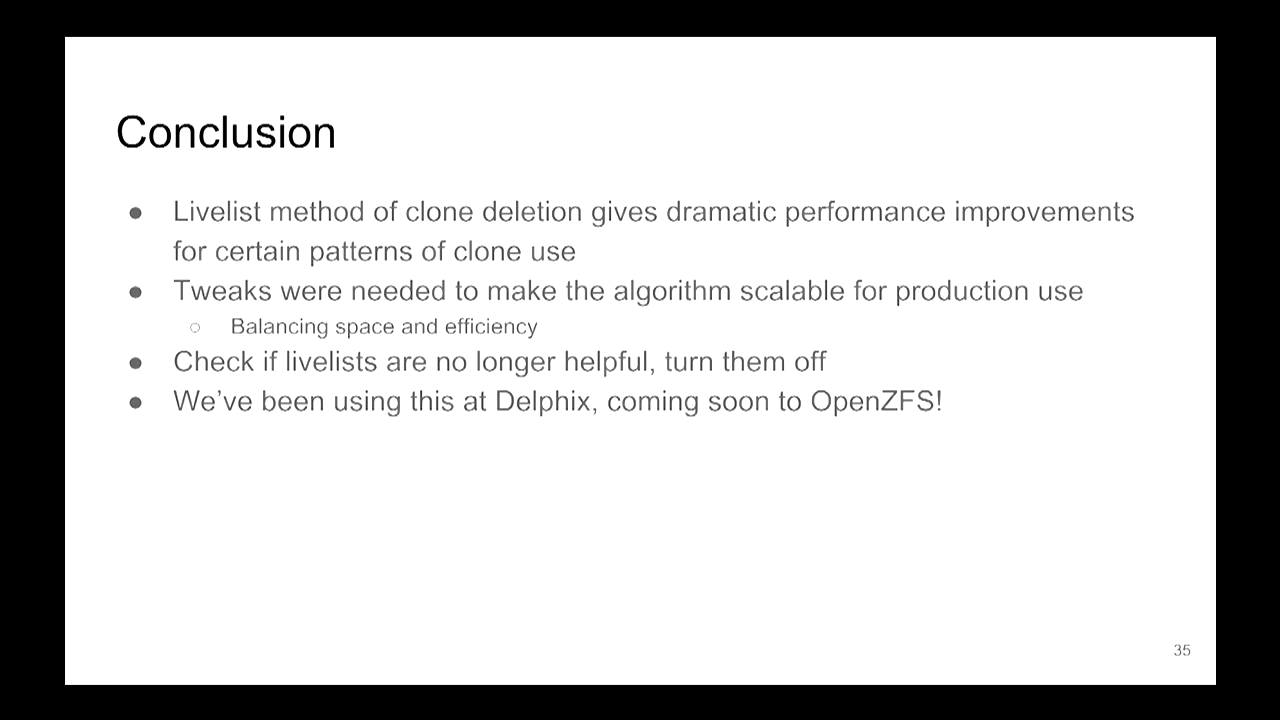 Conclusion
● Livelist method of clone deletion gives dramatic performance improvements
for certain patterns of clone use
● Tweaks were needed to make the algorithm scalable for production use
○ Balancing space and efficiency
● Check if livelists are no longer helpful, turn them off
● We’ve been using this at Delphix, coming soon to OpenZFS!
35